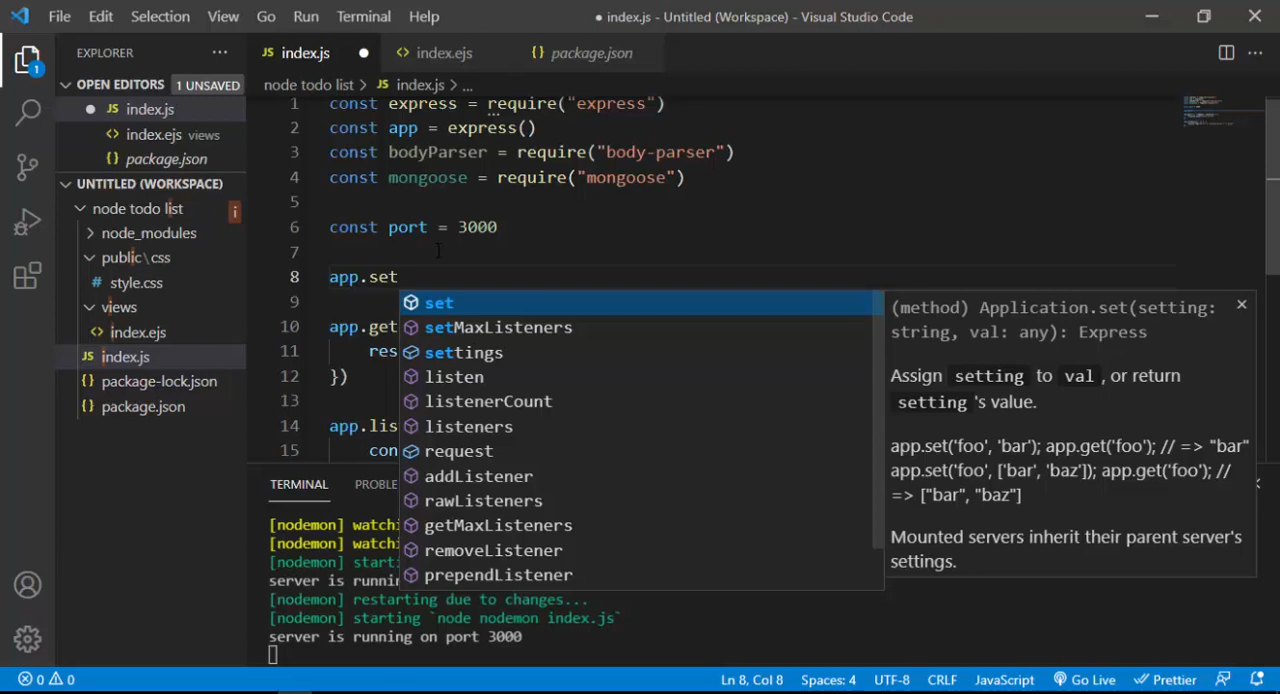 File Edit Selection View Go Run Terminal Help ● index.js - Untitled (Workspace) - Visual Studio Code
EXPLORER ...
1
OPEN EDITORS 1 UNSAVED
● JS index.js
<> index.ejs views
{} package.json
UNTITLED (WORKSPACE)
node todo list
i
node_modules
public\css
# style.css
views
<> index.ejs
JS index.js
{} package-lock.json
{} package.json
JS index.js ● <> index.ejs {} package.json ...
node todo list > JS index.js > ...
1 const express = require("express")
2 const app = express()
3 const bodyParser = require("body-parser")
4 const mongoose = require("mongoose")
5
6 const port = 3000
7
8 app.set
9
10 app.get
11 res
12 })
13
14 app.lis
15 con
set
setMaxListeners
settings
listen
listenerCount
listeners
request
addListener
rawListeners
getMaxListeners
removeListener
prependListener
(method) Application.set(setting:
string, val: any): Express
Assign setting to val, or return
setting's value.
app.set('foo', 'bar'); app.get('foo'); // => "bar"
app.set('foo', ['bar', 'baz']); app.get('foo'); //
=> ["bar", "baz"]
Mounted servers inherit their parent server's
settings.
TERMINAL PROBLE
[nodemon] watchi
[nodemon] watchi
[nodemon] starti
server is runnin
[nodemon] restarting due to changes...
[nodemon] starting `node nodemon index.js`
server is running on port 3000
0 0 Ln 8, Col 8 Spaces: 4 UTF-8 CRLF JavaScript Go Live Prettier